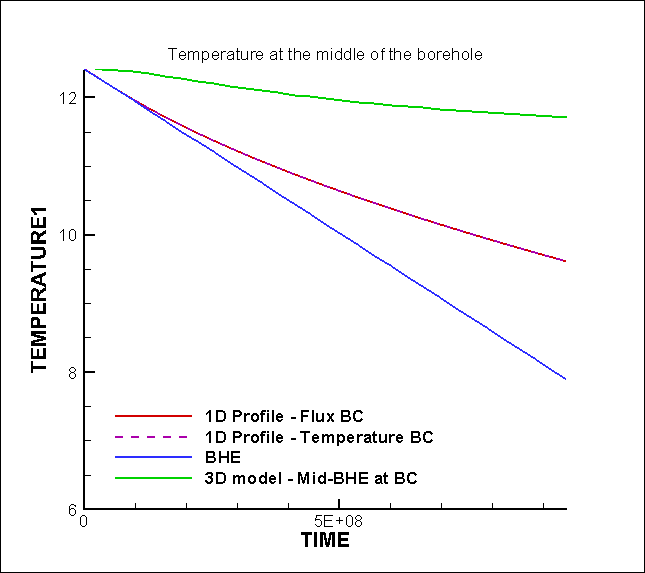 Temperature at the middle of the borehole
TEMPERATURE1
12
10
8
6
1D Profile - Flux BC
1D Profile - Temperature BC
BHE
3D model - Mid-BHE at BC
0
5E+08
TIME